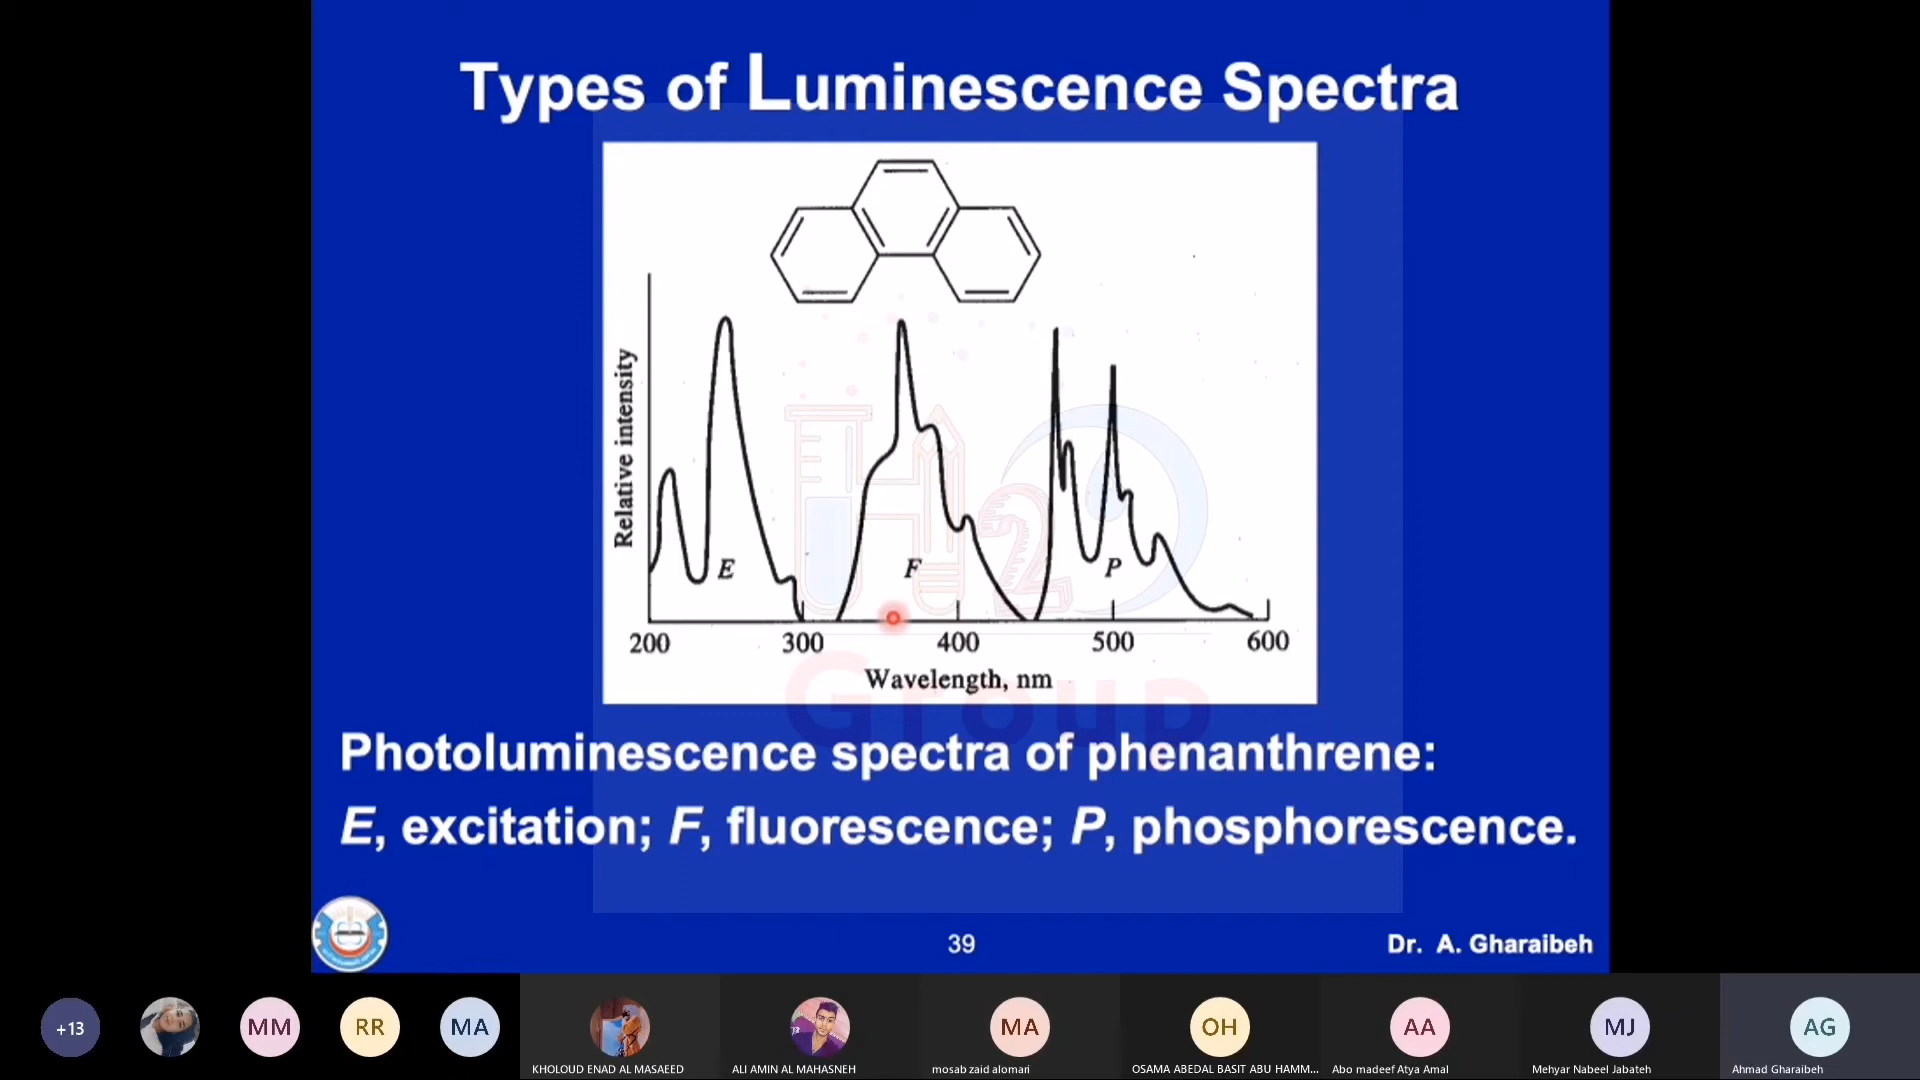 Types of Luminescence Spectra
Relative intensity
E
F
P
200 300 400 500 600
Wavelength, nm
H2O
Group
Photoluminescence spectra of phenanthrene:
E, excitation; F, fluorescence; P, phosphorescence.
39
Dr. A. Gharaibeh
+13
MM
RR
MA
KHOLOUD ENAD AL MASAEED
ALI AMIN AL MAHASNEH
MA
mosab zaid alomari
OH
OSAMA ABEDAL BASIT ABU HAMM...
AA
Abo madeef Atya Amal
MJ
Mehyar Nabeel Jabateh
AG
Ahmad Gharaibeh